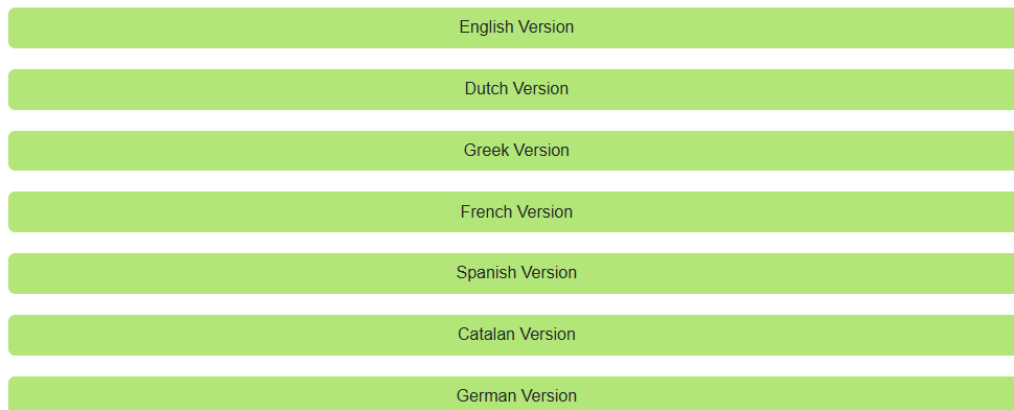 English Version
Dutch Version
Greek Version
French Version
Spanish Version
Catalan Version
German Version